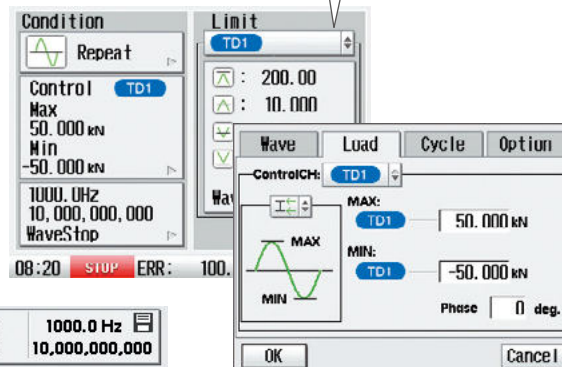 Condition
Repeat
Control TD1
Max
50.000 kN
Min
-50.000 kN
1000.0Hz
10,000,000,000
WaveStop
Limit
TD1
: 200.00
: 10.000
08:20 STOP ERR: 100.
Wave Load Cycle Option
ControlCH: TD1
MAX:
TD1 50.000 kN
MIN:
TD1 -50.000 kN
MAX
MIN
Phase 0 deg.
OK Cancel
1000.0 Hz
10,000,000,000